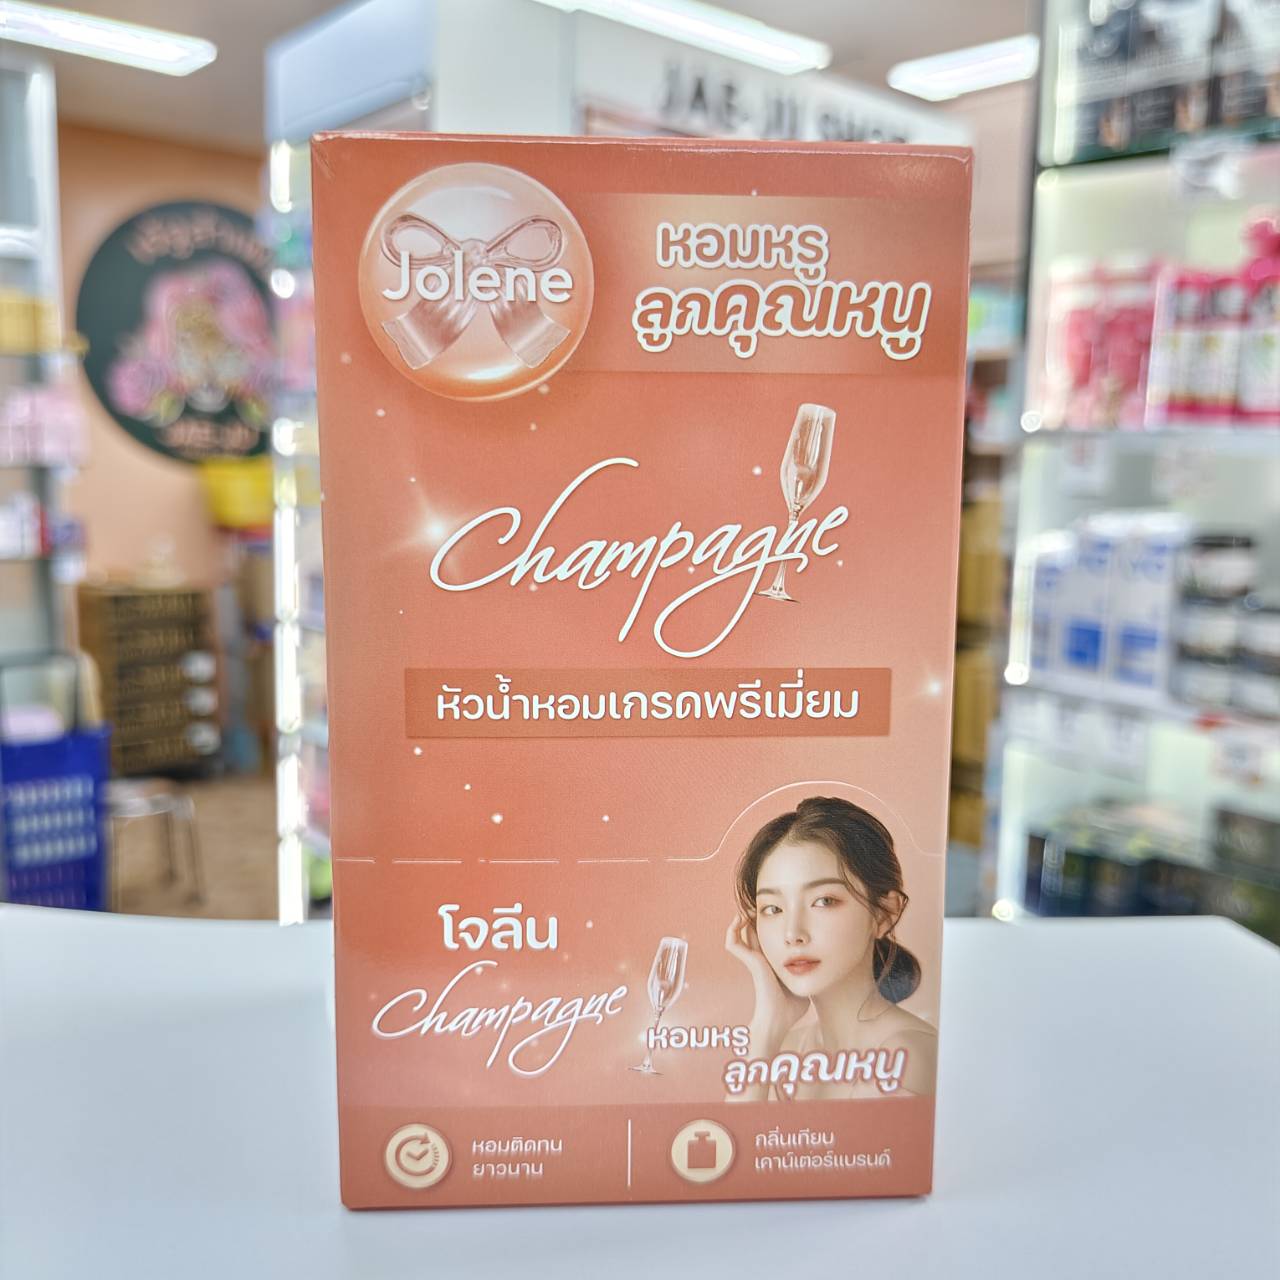 JAE-JI SHOP
Jolene
หอมหรู
ลูกคุณหนู
Champagne
หัวน้ำหอมเกรดพรีเมี่ยม
โจลีน
Champagne
หอมหรู
ลูกคุณหนู
หอมติดทน
ยาวนาน
กลิ่นเทียบ
เคาน์เตอร์แบรนด์